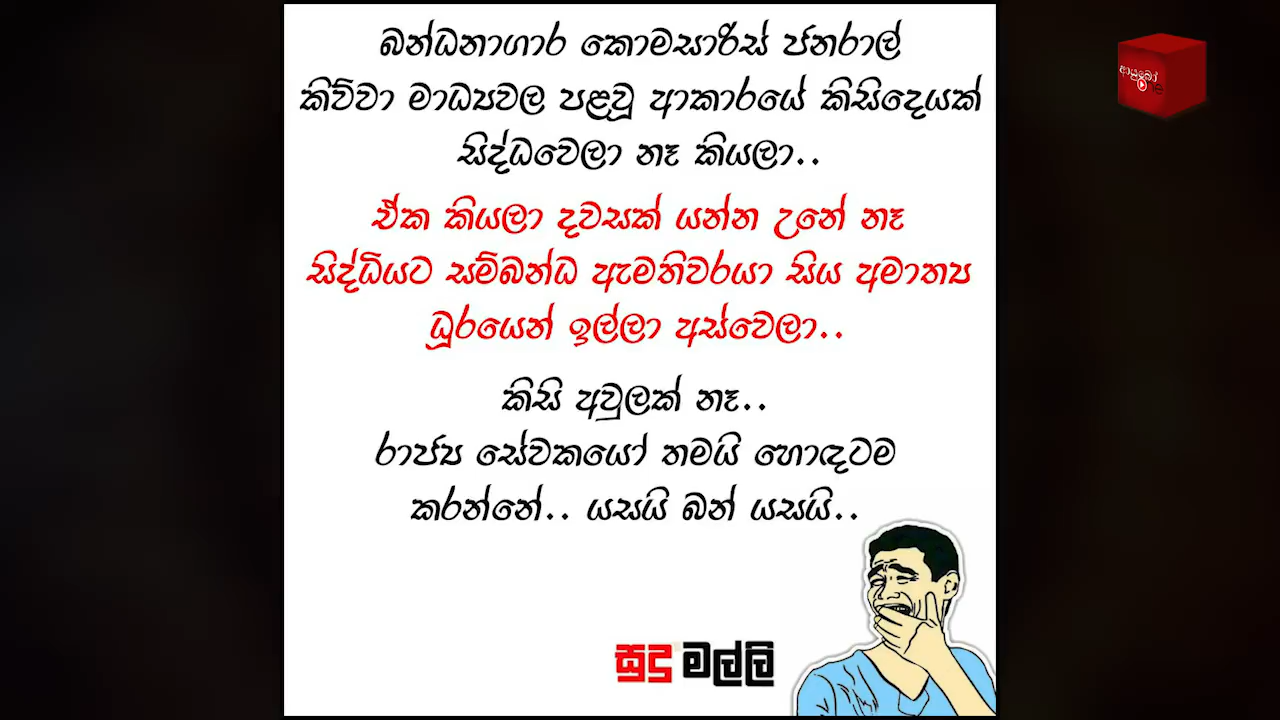 බන්ධනාගාර කොමසාරිස් ජනරාල්
කිව්වා මාධ්‍යවල පළවූ ආකාරයේ කිසිදෙයක්
සිද්ධවෙලා නෑ කියලා..
ඒක කියලා දවසක් යන්න උනේ නෑ
සිද්ධියට සම්බන්ධ ඇමතිවරයා සිය අමාත්‍ය
ධූරයෙන් ඉල්ලා අස්වෙලා..
කිසි අවුලක් නෑ..
රාජ්‍ය සේවකයෝ තමයි හොඳටම
කරන්නේ.. යසයි බන් යසයි..
සුදු මල්ලි